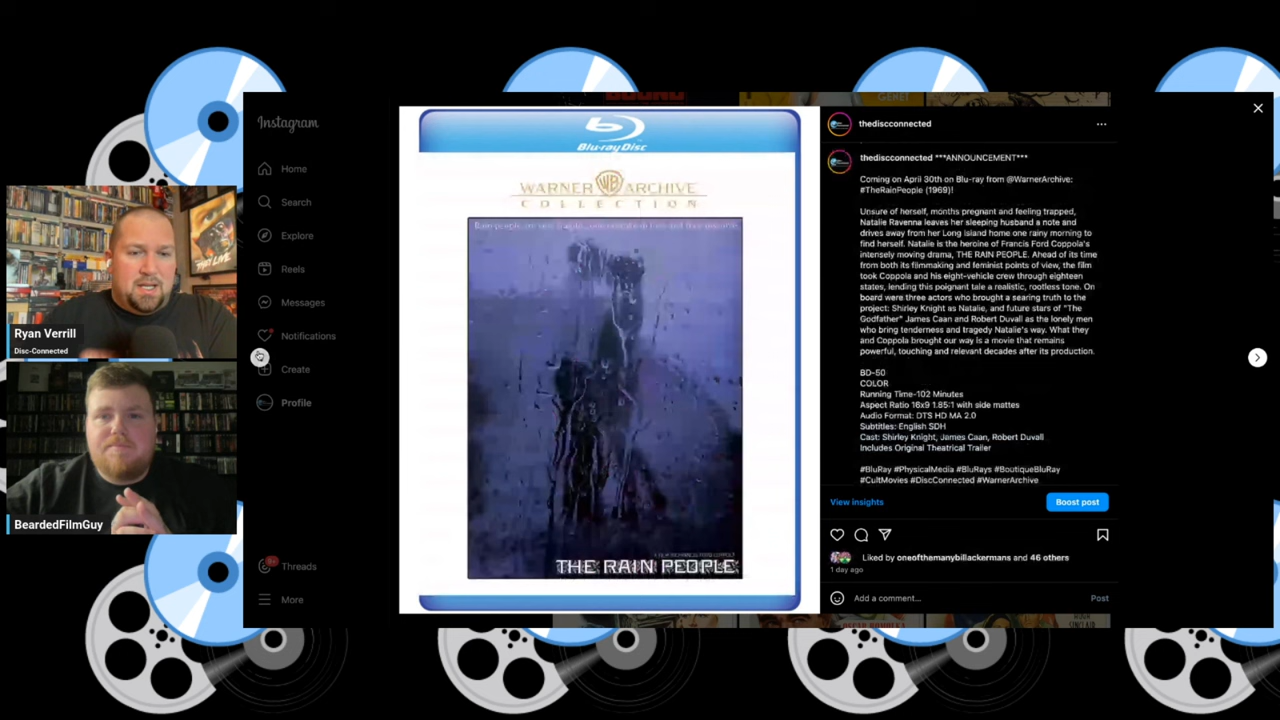 Instagram
Home
Search
Explore
Reels
Messages
Notifications
Create
Profile
Threads
More
THEY LIVE
Ryan Verrill
Disc-Connected
BeardedFilmGuy
GENET
Blu-ray Disc
WARNER WB ARCHIVE
COLLECTION
THE RAIN PEOPLE
thediscconnected
thediscconnected ***ANNOUNCEMENT***
Coming on April 30th on Blu-ray from @WarnerArchive:
#TheRainPeople (1969)!
Unsure of herself, months pregnant and feeling trapped,
Natalie Ravenna leaves her sleeping husband a note and
drives away from her Long Island home one rainy morning to
find herself. Natalie is the heroine of Francis Ford Coppola's
intensely moving drama, THE RAIN PEOPLE. Ahead of its time
from both its filmmaking and feminist points of view, the film
took Coppola and his eight-vehicle crew through eighteen
states, lending this poignant tale a realistic, rootless tone. On
board were three actors who brought a searing truth to the
project: Shirley Knight as Natalie, and future stars of "The
Godfather" James Caan and Robert Duvall as the lonely men
who bring tenderness and tragedy Natalie's way. What they
and Coppola brought our way is a movie that remains
powerful, touching and relevant decades after its production.
BD-50
COLOR
Running Time-102 Minutes
Aspect Ratio 16x9 1.85:1 with side mattes
Audio Format: DTS HD MA 2.0
Subtitles: English SDH
Cast: Shirley Knight, James Caan, Robert Duvall
Includes Original Theatrical Trailer
#BluRay #PhysicalMedia #BluRays #BoutiqueBluRay
#CultMovies #DiscConnected #WarnerArchive
View insights
Boost post
Liked by oneofthemanybillackermans and 46 others
1 day ago
Add a comment...
Post